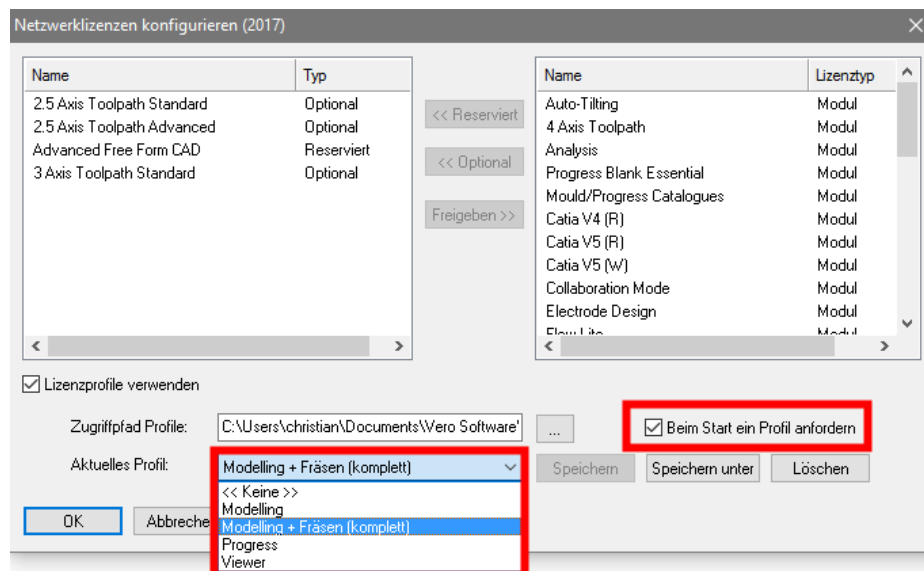 Netzwerklizenzen konfigurieren (2017)
Name Typ
2.5 Axis Toolpath Standard Optional
2.5 Axis Toolpath Advanced Optional
Advanced Free Form CAD Reserviert
3 Axis Toolpath Standard Optional
<< Reserviert
<< Optional
Freigeben >>
Name Lizenztyp
Auto-Tilting Modul
4 Axis Toolpath Modul
Analysis Modul
Progress Blank Essential Modul
Mould/Progress Catalogues Modul
Catia V4 (R) Modul
Catia V5 (R) Modul
Catia V5 (W) Modul
Collaboration Mode Modul
Electrode Design Modul
Lizenzprofile verwenden
Zugriffpfad Profile: C:\Users\christian\Documents\Vero Software' ... Beim Start ein Profil anfordern
Aktuelles Profil: Modelling + Fräsen (komplett) Speichern Speichern unter Löschen
<< Keine >>
Modelling
Modelling + Fräsen (komplett)
Progress
Viewer
OK Abbreche